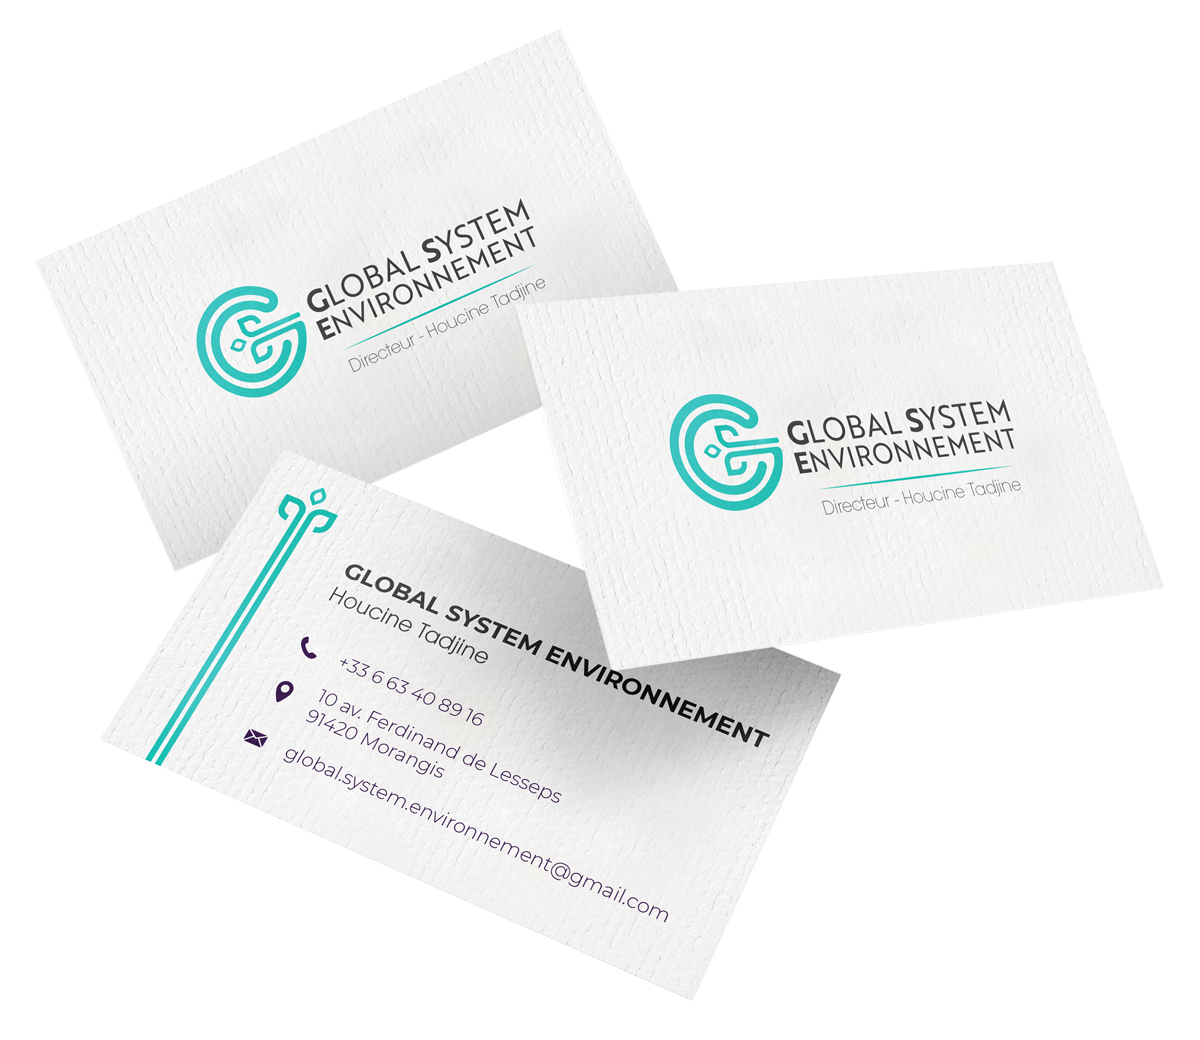 GLOBAL SYSTEM
ENVIRONNEMENT
Directeur - Houcine Tadjine
GLOBAL SYSTEM
ENVIRONNEMENT
Directeur - Houcine Tadjine
GLOBAL SYSTEM ENVIRONNEMENT
Houcine Tadjine
+33 6 63 40 89 16
10 av. Ferdinand de Lesseps
91420 Morangis
global.system.environnement@gmail.com